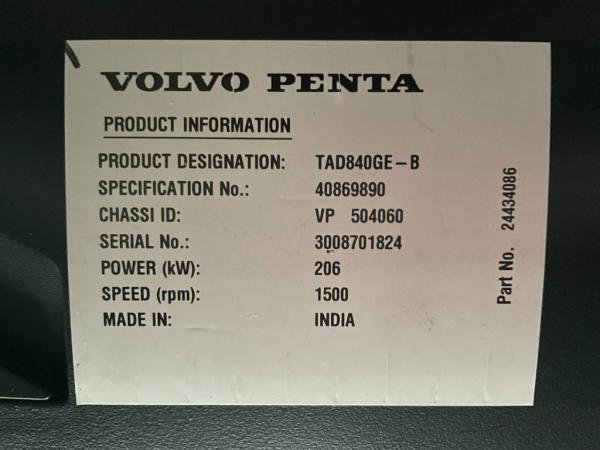 VOLVO PENTA
PRODUCT INFORMATION
PRODUCT DESIGNATION: TAD840GE-B
SPECIFICATION No.: 40869890
CHASSI ID: VP 504060
SERIAL No.: 3008701824
POWER (kW): 206
SPEED (rpm): 1500
MADE IN: INDIA
Part No. 24434086